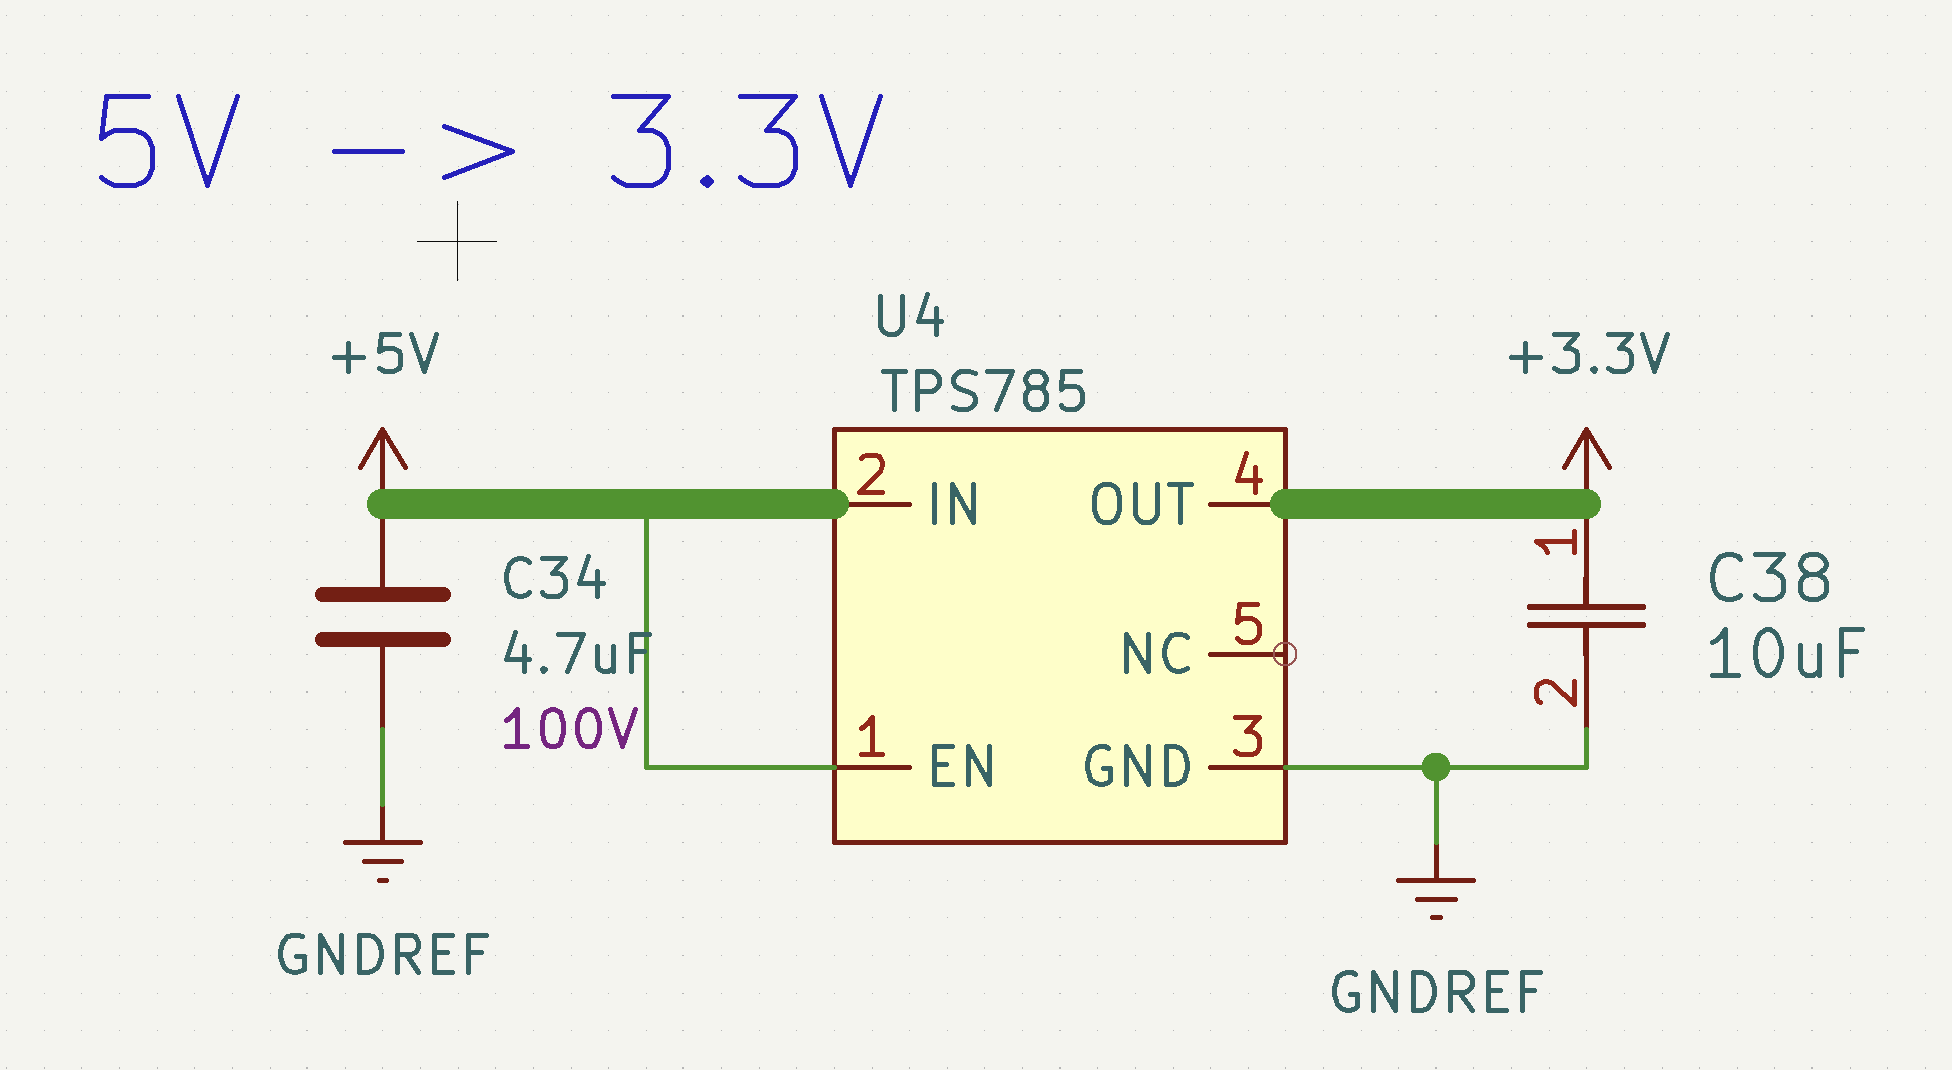 5V -> 3.3V
U4
TPS785
+5V
+3.3V
2 IN
OUT 4
1
C34
4.7uF
100V
C38
10uF
NC 5
2
1 EN
GND 3
GNDREF
GNDREF